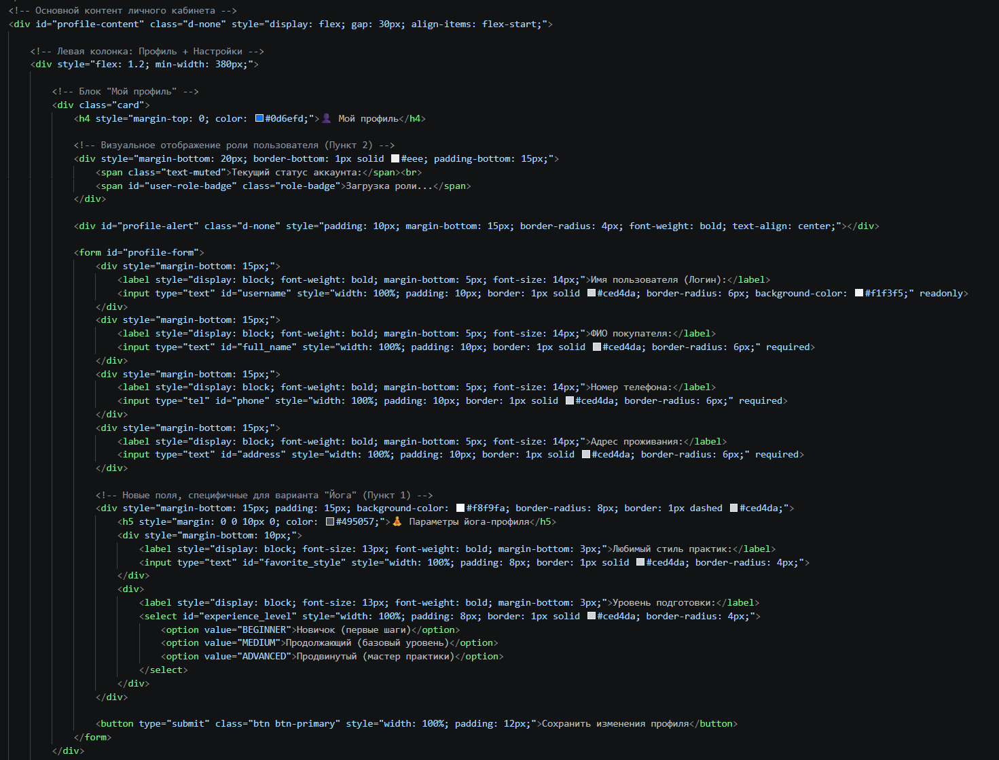 <!-- Основной контент личного кабинета -->
<div id="profile-content" class="d-none" style="display: flex; gap: 30px; align-items: flex-start;">
<!-- Левая колонка: Профиль + Настройки -->
<div style="flex: 1.2; min-width: 380px;">
<!-- Блок "Мой профиль" -->
<div class="card">
<h4 style="margin-top: 0; color: #0d6efd;">👤 Мой профиль</h4>
<!-- Визуальное отображение роли пользователя (Пункт 2) -->
<div style="margin-bottom: 20px; border-bottom: 1px solid #eee; padding-bottom: 15px;">
<span class="text-muted">Текущий статус аккаунта:</span><br>
<span id="user-role-badge" class="role-badge">Загрузка роли...</span>
</div>
<div id="profile-alert" class="d-none" style="padding: 10px; margin-bottom: 15px; border-radius: 4px; font-weight: bold; text-align: center;"></div>
<form id="profile-form">
<div style="margin-bottom: 15px;">
<label style="display: block; font-weight: bold; margin-bottom: 5px; font-size: 14px;">Имя пользователя (Логин):</label>
<input type="text" id="username" style="width: 100%; padding: 10px; border: 1px solid #ced4da; border-radius: 6px; background-color: #f1f3f5;" readonly>
</div>
<div style="margin-bottom: 15px;">
<label style="display: block; font-weight: bold; margin-bottom: 5px; font-size: 14px;">ФИО покупателя:</label>
<input type="text" id="full_name" style="width: 100%; padding: 10px; border: 1px solid #ced4da; border-radius: 6px;" required>
</div>
<div style="margin-bottom: 15px;">
<label style="display: block; font-weight: bold; margin-bottom: 5px; font-size: 14px;">Номер телефона:</label>
<input type="tel" id="phone" style="width: 100%; padding: 10px; border: 1px solid #ced4da; border-radius: 6px;" required>
</div>
<div style="margin-bottom: 15px;">
<label style="display: block; font-weight: bold; margin-bottom: 5px; font-size: 14px;">Адрес проживания:</label>
<input type="text" id="address" style="width: 100%; padding: 10px; border: 1px solid #ced4da; border-radius: 6px;" required>
</div>
<!-- Новые поля, специфичные для варианта "Йога" (Пункт 1) -->
<div style="margin-bottom: 15px; padding: 15px; background-color: #f8f9fa; border-radius: 8px; border: 1px dashed #ced4da;">
<h5 style="margin: 0 0 10px 0; color: #495057;">🧘 Параметры йога-профиля</h5>
<div style="margin-bottom: 10px;">
<label style="display: block; font-size: 13px; font-weight: bold; margin-bottom: 3px;">Любимый стиль практик:</label>
<input type="text" id="favorite_style" style="width: 100%; padding: 8px; border: 1px solid #ced4da; border-radius: 4px;">
</div>
<div>
<label style="display: block; font-size: 13px; font-weight: bold; margin-bottom: 3px;">Уровень подготовки:</label>
<select id="experience_level" style="width: 100%; padding: 8px; border: 1px solid #ced4da; border-radius: 4px;">
<option value="BEGINNER">Новичок (первые шаги)</option>
<option value="MEDIUM">Продолжающий (базовый уровень)</option>
<option value="ADVANCED">Продвинутый (мастер практики)</option>
</select>
</div>
</div>
<button type="submit" class="btn btn-primary" style="width: 100%; padding: 12px;">Сохранить изменения профиля</button>
</form>
</div>